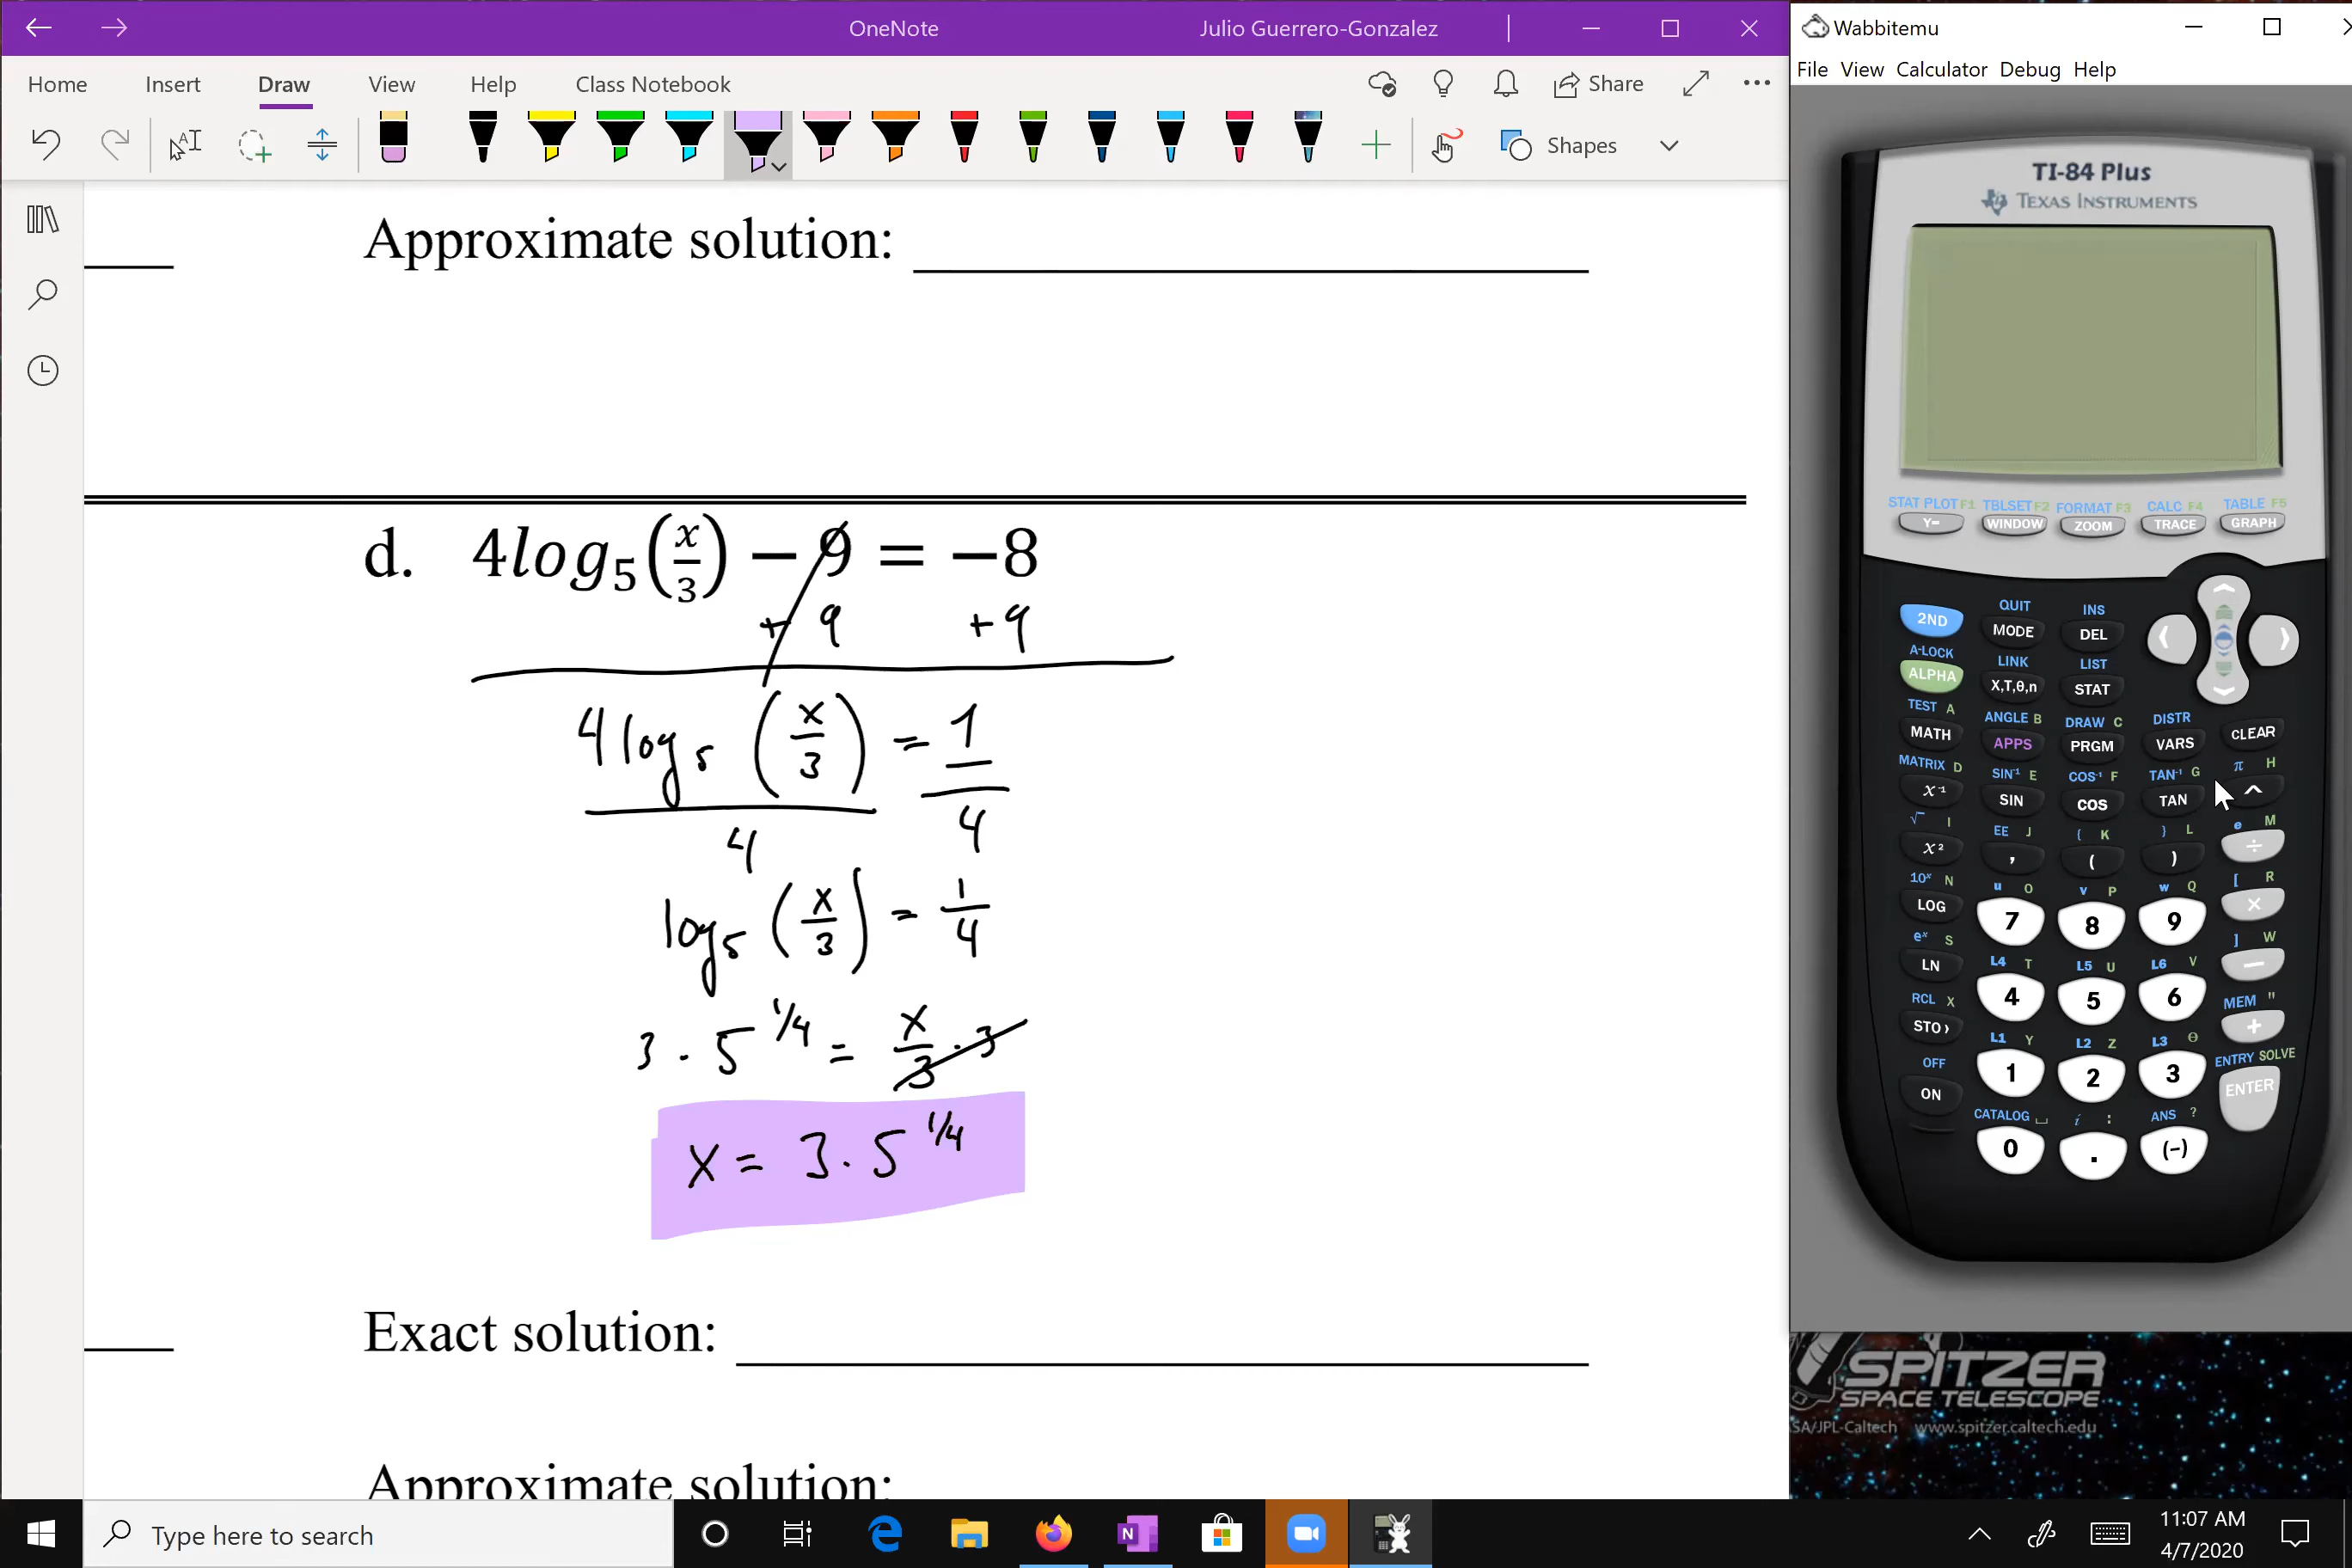 OneNote
Julio Guerrero-Gonzalez
Home Insert Draw View Help Class Notebook Share
Shapes
Approximate solution:
d. 4log₅(x/3) − 9 = −8
+ 9 +9
4 log₅ (x/3) = 1
4 4
log₅ (x/3) = 1/4
3 · 5^1/4 = x/3 · 3
x = 3 · 5^1/4
Exact solution:
Approximate solution:
Wabbitemu
File View Calculator Debug Help
TI-84 Plus
TEXAS INSTRUMENTS
STAT PLOT F1 TBLSET F2 FORMAT F3 CALC F4 TABLE F5
Y= WINDOW ZOOM TRACE GRAPH
QUIT INS
2ND MODE DEL
A-LOCK LINK LIST
ALPHA X,T,θ,n STAT
TEST A ANGLE B DRAW C DISTR
MATH APPS PRGM VARS CLEAR
MATRIX D SIN⁻¹ E COS⁻¹ F TAN⁻¹ G π H
x⁻¹ SIN COS TAN ^
√ I EE J { K } L e M
x² , ( ) ÷
10ˣ N u O v P w Q [ R
LOG 7 8 9 ×
eˣ S L4 T L5 U L6 V ] W
LN 4 5 6 −
RCL X L1 Y L2 Z L3 θ MEM "
STO› 1 2 3 +
OFF ENTRY SOLVE
ON ENTER
CATALOG ⎵ i : ANS ?
0 . (-)
SPITZER
SPACE TELESCOPE
SA/JPL-Caltech www.spitzer.caltech.edu
Type here to search
11:07 AM
4/7/2020